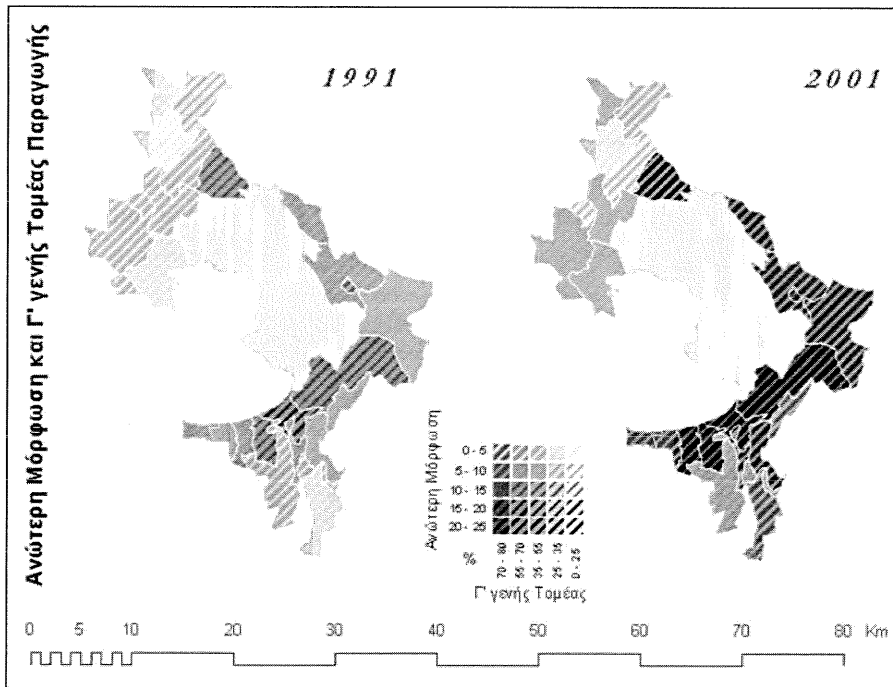 Ανώτερη Μόρφωση και Γ' γενής Τομέας Παραγωγής
1991
2001
Ανώτερη Μόρφωση
0 - 5
5 - 10
10 - 15
15 - 20
20 - 25
%
70 - 80
55 - 70
35 - 55
25 - 35
0 - 25
Γ' γενής Τομέας
0 10 20 30 40 50 60 70 80 Km